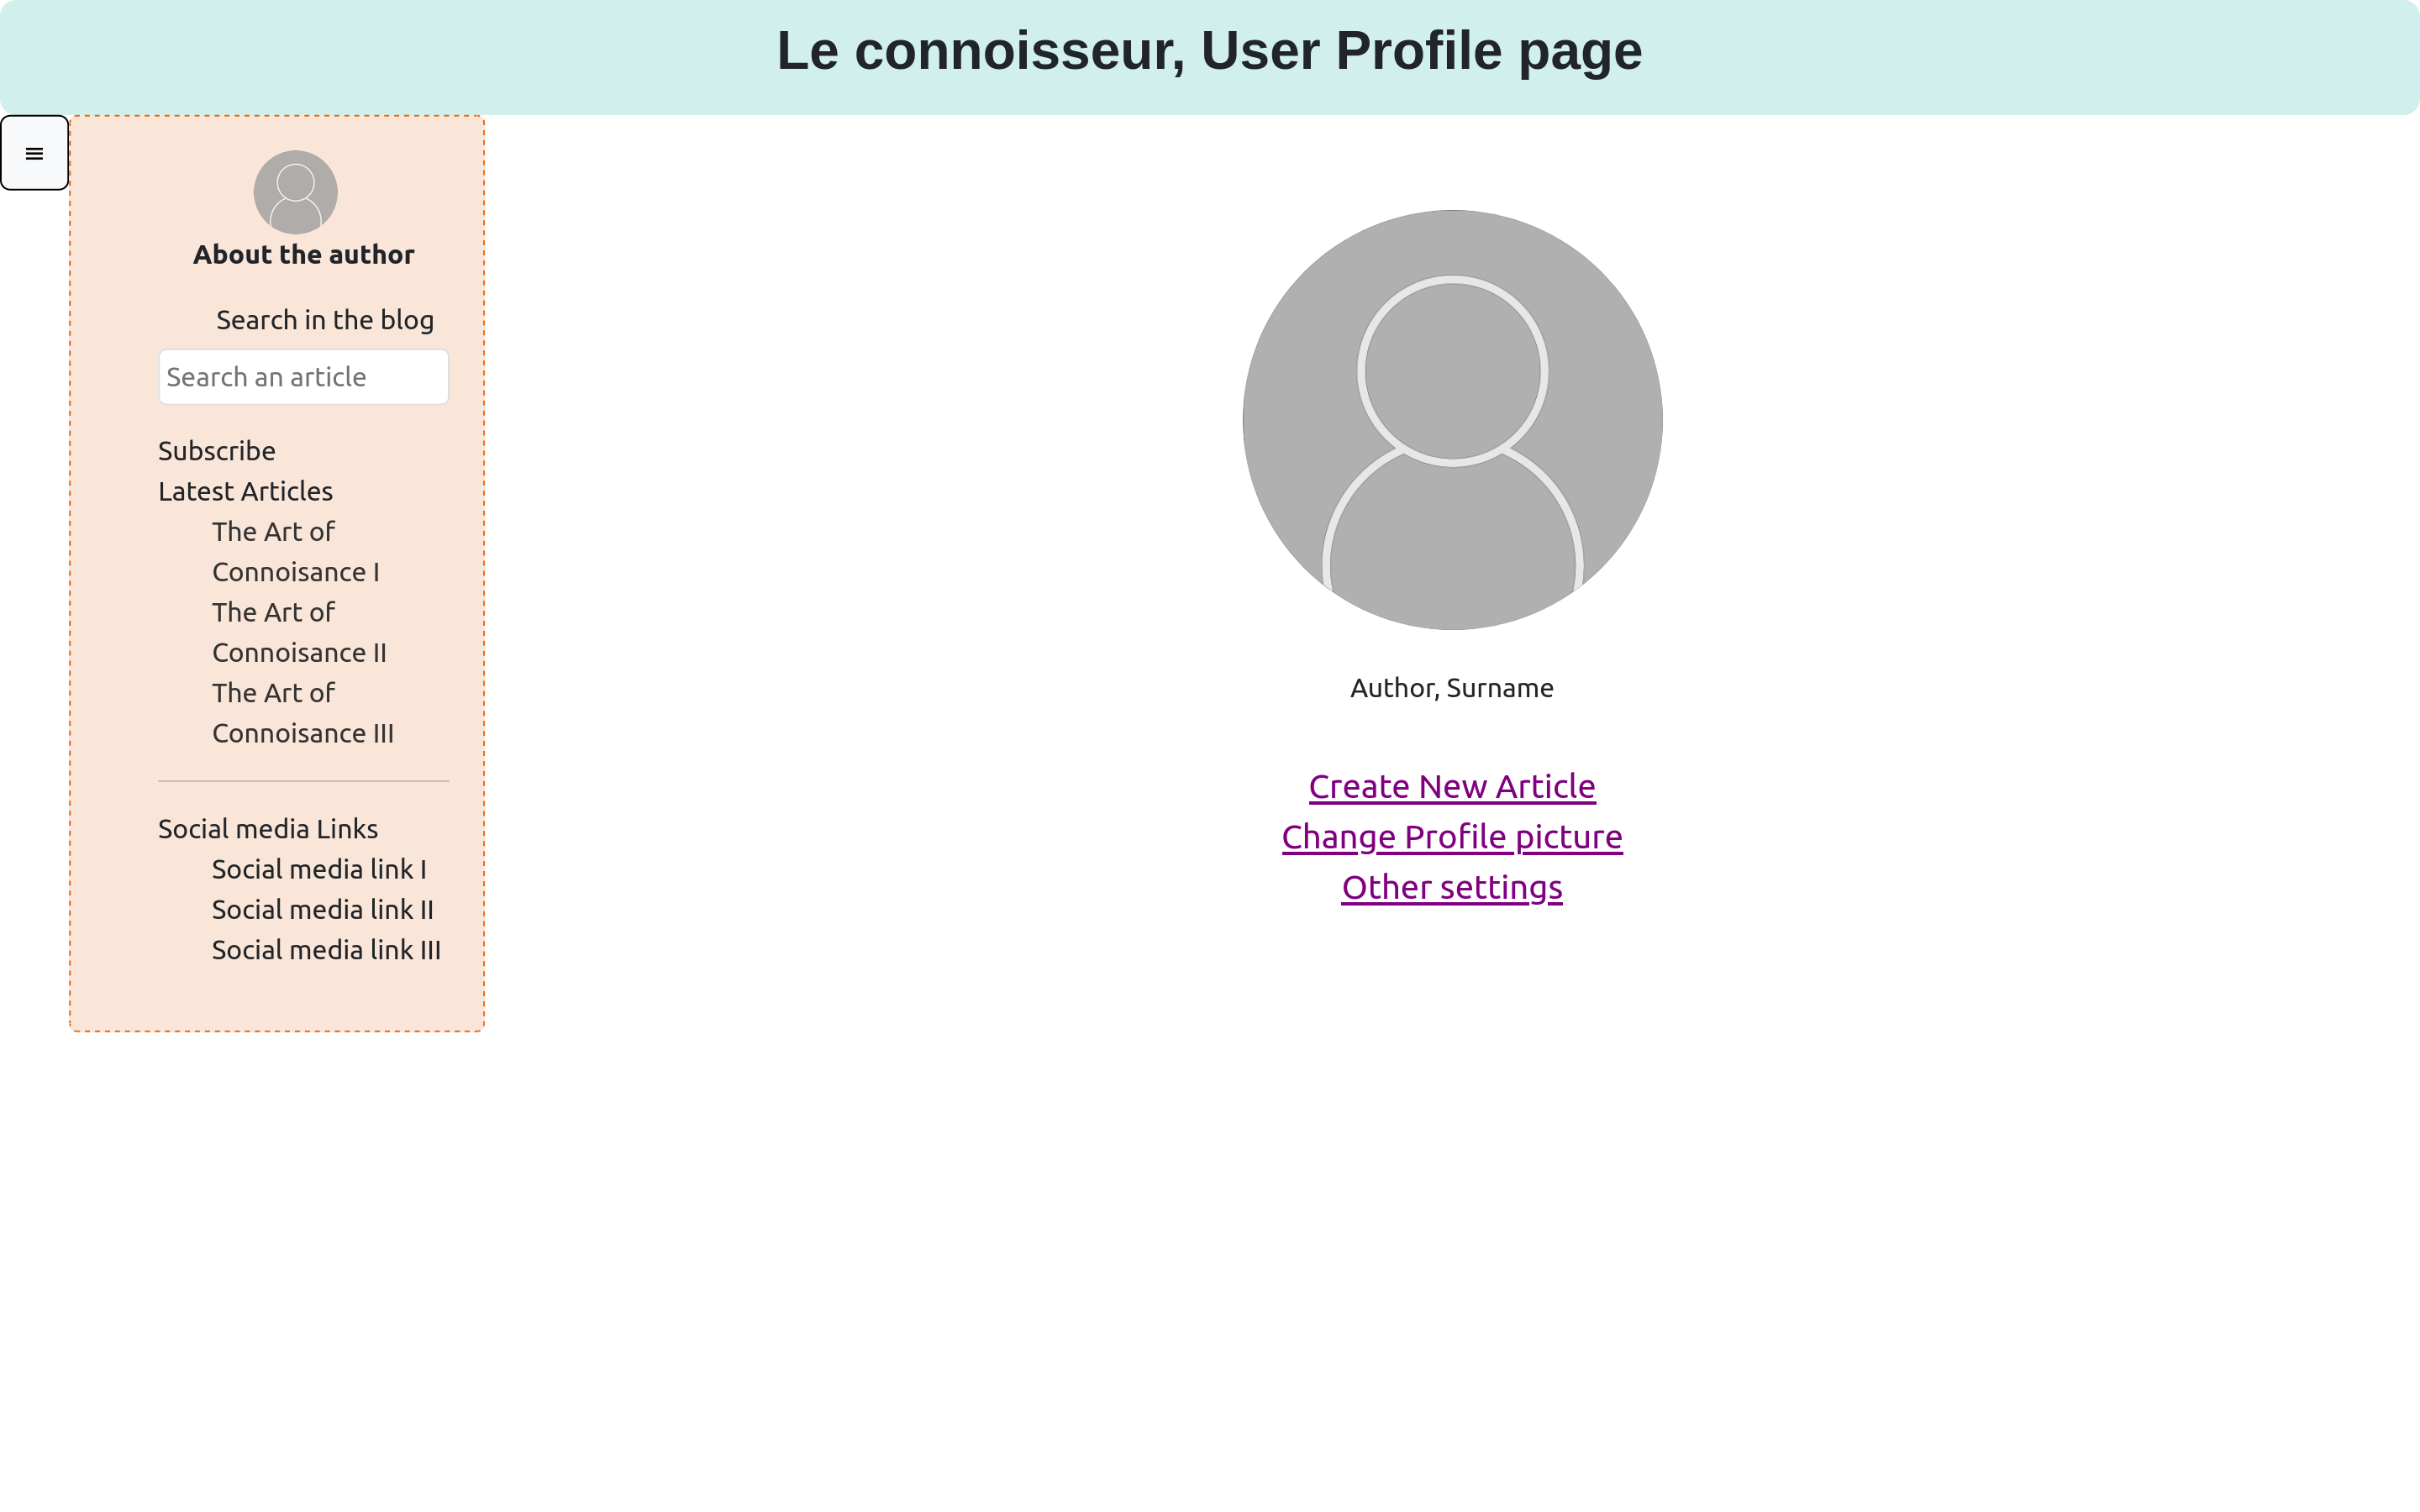 Le connoisseur, User Profile page
About the author
Search in the blog
Search an article
Subscribe
Latest Articles
The Art of
Connoisance I
The Art of
Connoisance II
The Art of
Connoisance III
Social media Links
Social media link I
Social media link II
Social media link III
Author, Surname
Create New Article
Change Profile picture
Other settings